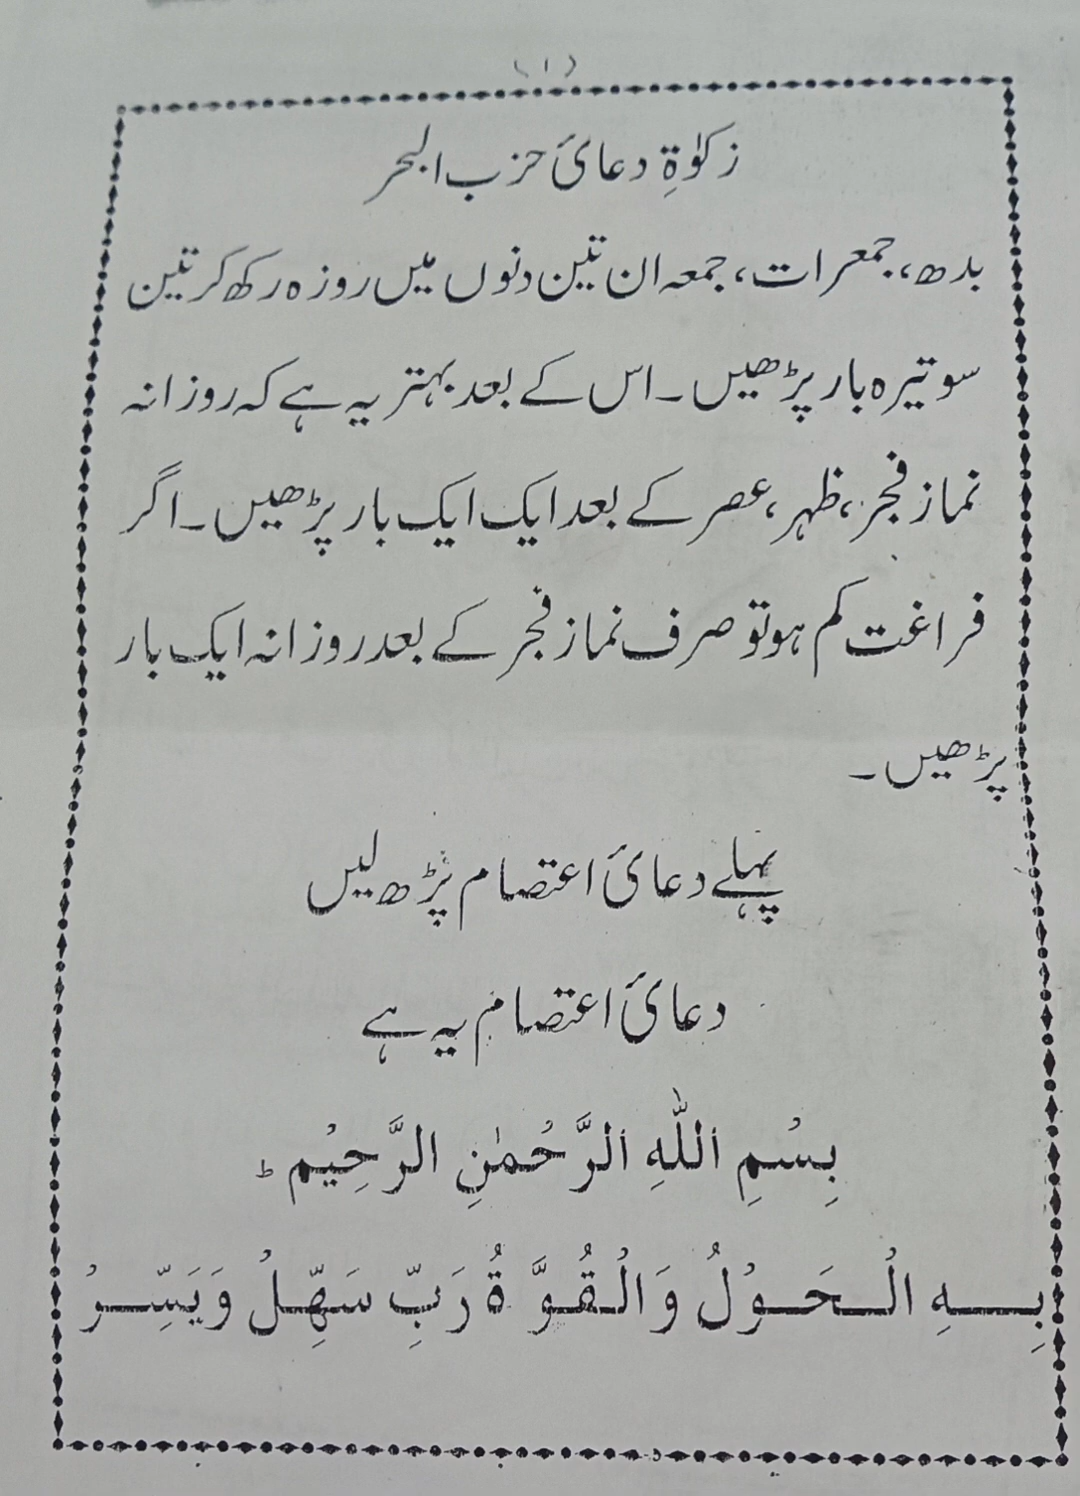 (۱)
زکوٰۃِ دعائ حزب البحر
بدھ، جمعرات، جمعہ ان تین دنوں میں روزہ رکھ کر تین
سو تیرہ بار پڑھیں۔ اس کے بعد بہتر یہ ہے کہ روزانہ
نماز فجر، ظہر، عصر کے بعد ایک ایک بار پڑھیں۔ اگر
فراغت کم ہو تو صرف نماز فجر کے بعد روزانہ ایک بار
پڑھیں۔
پہلے دعائ اعتصام پڑھ لیں
دعائ اعتصام یہ ہے
بِسْمِ اللّٰهِ الرَّحْمٰنِ الرَّحِيْمِ ؕ
بِهِ الْحَوْلُ وَالْقُوَّةُ رَبِّ سَهِّلْ وَيَسِّرْ